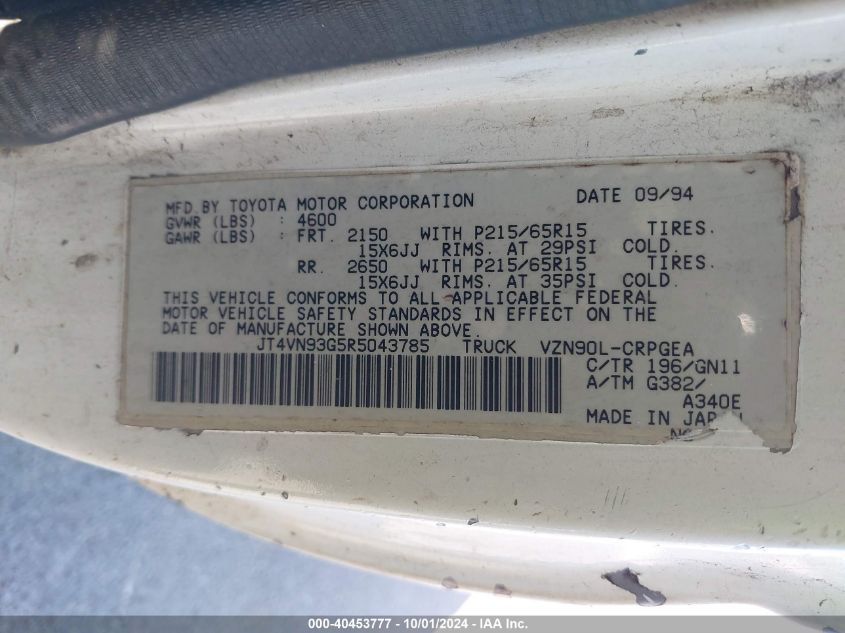 MFD.BY TOYOTA MOTOR CORPORATION DATE 09/94
GVWR (LBS) : 4600
GAWR (LBS) : FRT. 2150 WITH P215/65R15 TIRES.
15X6JJ RIMS. AT 29PSI COLD.
RR. 2650 WITH P215/65R15 TIRES.
15X6JJ RIMS. AT 35PSI COLD.
THIS VEHICLE CONFORMS TO ALL APPLICABLE FEDERAL
MOTOR VEHICLE SAFETY STANDARDS IN EFFECT ON THE
DATE OF MANUFACTURE SHOWN ABOVE.
JT4VN93G5R5043785 TRUCK VZN90L-CRPGEA
C/TR 196/GN11
A/TM G382/
A340E
MADE IN JAPAN
000-40453777 - 10/01/2024 - IAA Inc.